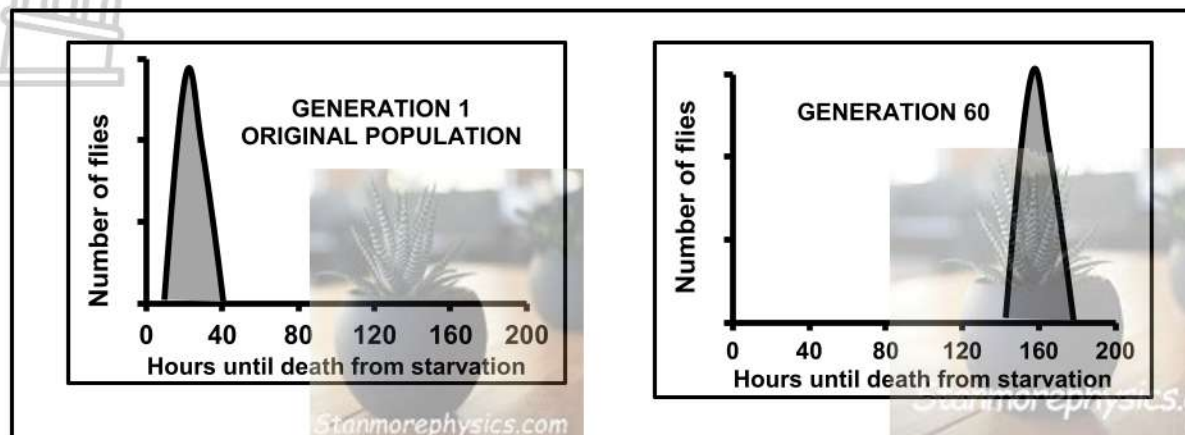 GENERATION 1
ORIGINAL POPULATION
Number of flies
0 40 80 120 160 200
Hours until death from starvation
Stanmorephysics.com
GENERATION 60
Number of flies
0 40 80 120 160 200
Hours until death from starvation
Stanmorephysics.c